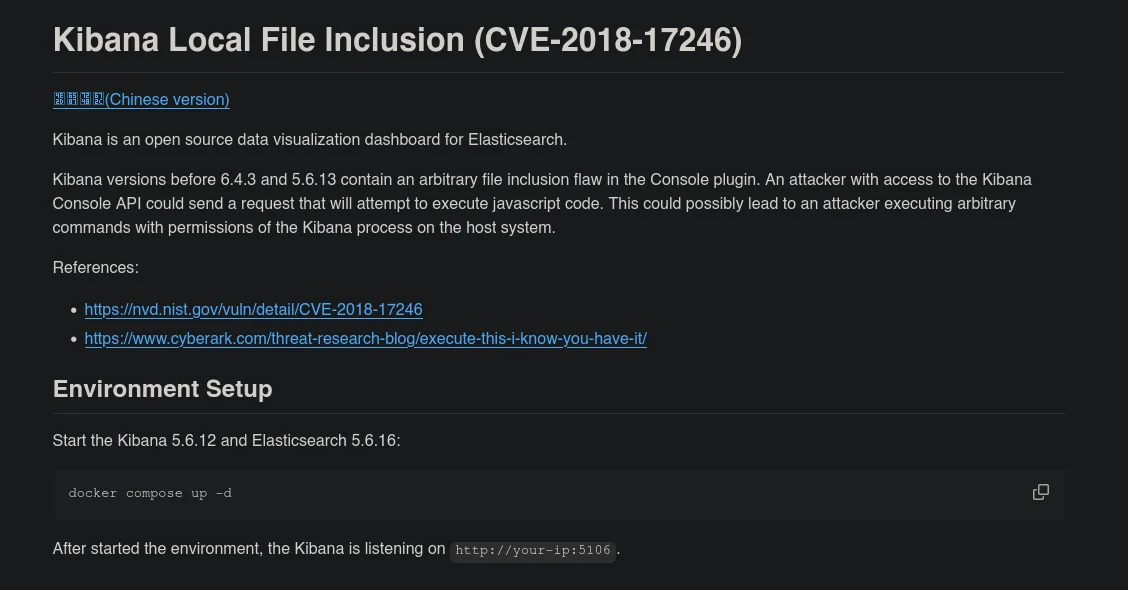 Kibana Local File Inclusion (CVE-2018-17246)
(Chinese version)
Kibana is an open source data visualization dashboard for Elasticsearch.
Kibana versions before 6.4.3 and 5.6.13 contain an arbitrary file inclusion flaw in the Console plugin. An attacker with access to the Kibana
Console API could send a request that will attempt to execute javascript code. This could possibly lead to an attacker executing arbitrary
commands with permissions of the Kibana process on the host system.
References:
https://nvd.nist.gov/vuln/detail/CVE-2018-17246
https://www.cyberark.com/threat-research-blog/execute-this-i-know-you-have-it/
Environment Setup
Start the Kibana 5.6.12 and Elasticsearch 5.6.16:
docker compose up -d
After started the environment, the Kibana is listening on http://your-ip:5106.